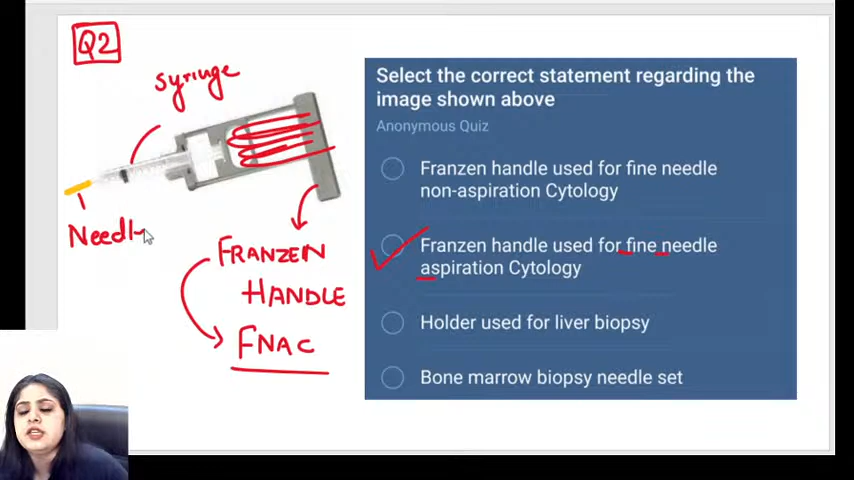 Q2
syringe
Needle
FRANZEIN
HANDLE
FNAC
Select the correct statement regarding the
image shown above
Anonymous Quiz
Franzen handle used for fine needle
non-aspiration Cytology
Franzen handle used for fine needle
aspiration Cytology
Holder used for liver biopsy
Bone marrow biopsy needle set